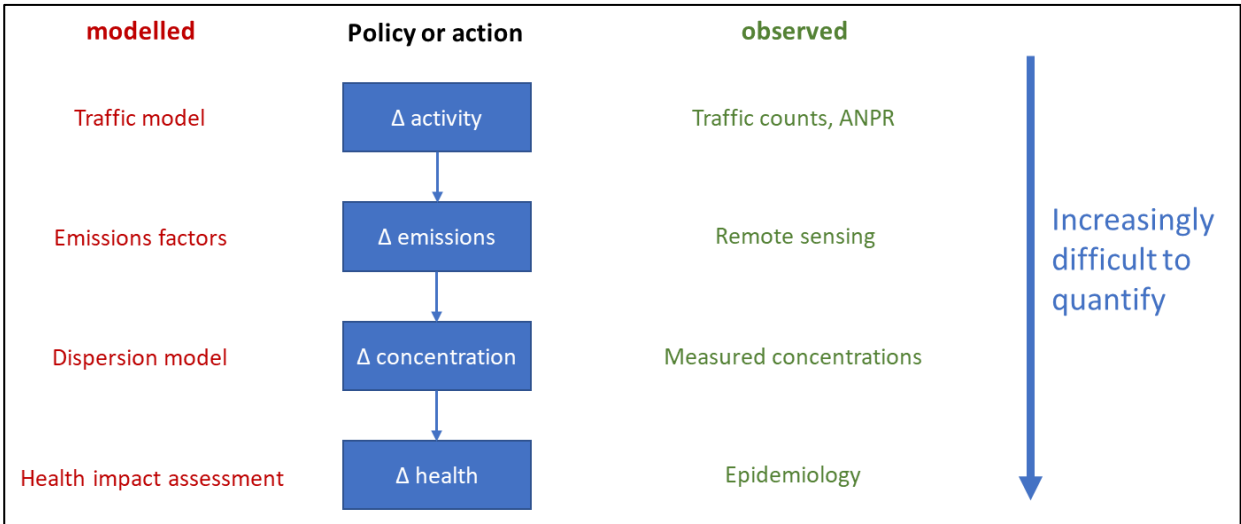 modelled Policy or action observed
Traffic model Δ activity Traffic counts, ANPR
Emissions factors Δ emissions Remote sensing
Increasingly
difficult to
quantify
Dispersion model Δ concentration Measured concentrations
Health impact assessment Δ health Epidemiology